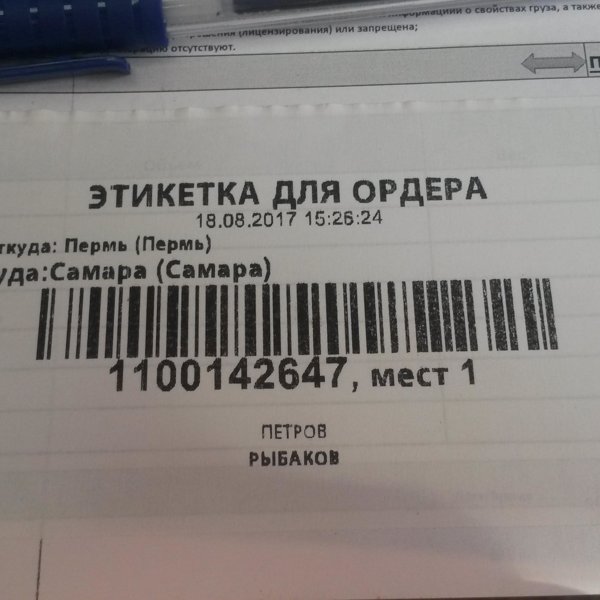 о свойствах груза, а также
(лицензирования) или запрещена;
отсутствуют.
П
ЭТИКЕТКА ДЛЯ ОРДЕРА
18.08.2017 15:26:24
ткуда: Пермь (Пермь)
уда:Самара (Самара)
1100142647, мест 1
ПЕТРОВ
РЫБАКОВ